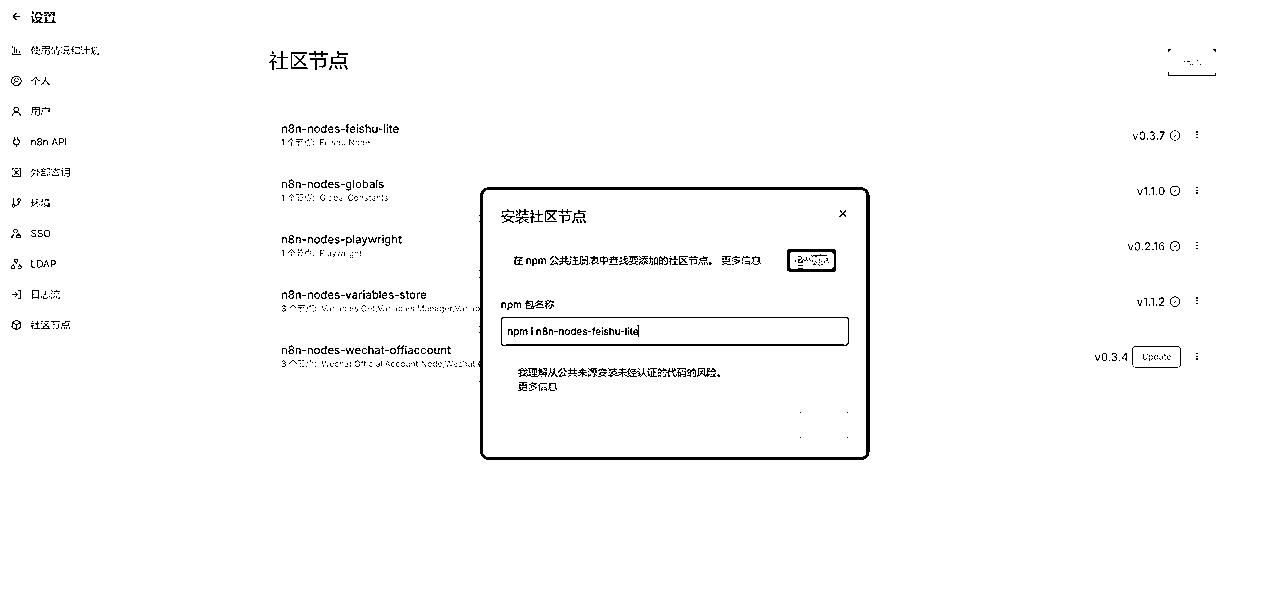 设置
使用情况和计划
个人
用户
n8n API
外部密钥
环境
SSO
LDAP
日志流
社区节点
社区节点
n8n-nodes-feishu-lite
1 个节点: Feishu Node
v0.3.7
n8n-nodes-globals
1 个节点: Global Constants
v1.1.0
n8n-nodes-playwright
1 个节点: Playwright
v0.2.16
n8n-nodes-variables-store
3 个节点: Variables Get,Variables Manager,Variab
v1.1.2
n8n-nodes-wechat-offiaccount
3 个节点: Wechat Official Account Node,Wechat
v0.3.4 Update
安装社区节点
在 npm 公共注册表中查找要添加的社区节点。 更多信息
npm 包名称
npm i n8n-nodes-feishu-lite
我理解从公共来源安装未经认证的代码的风险。
更多信息